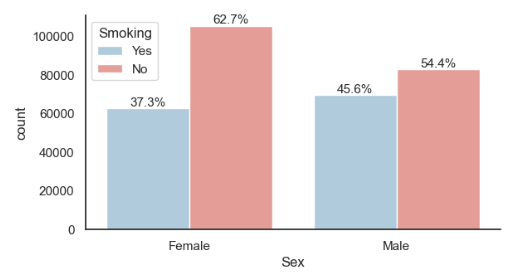 62.7%
Smoking
Yes
No
37.3%
45.6%
54.4%
100000
80000
60000
40000
20000
0
count
Female
Male
Sex